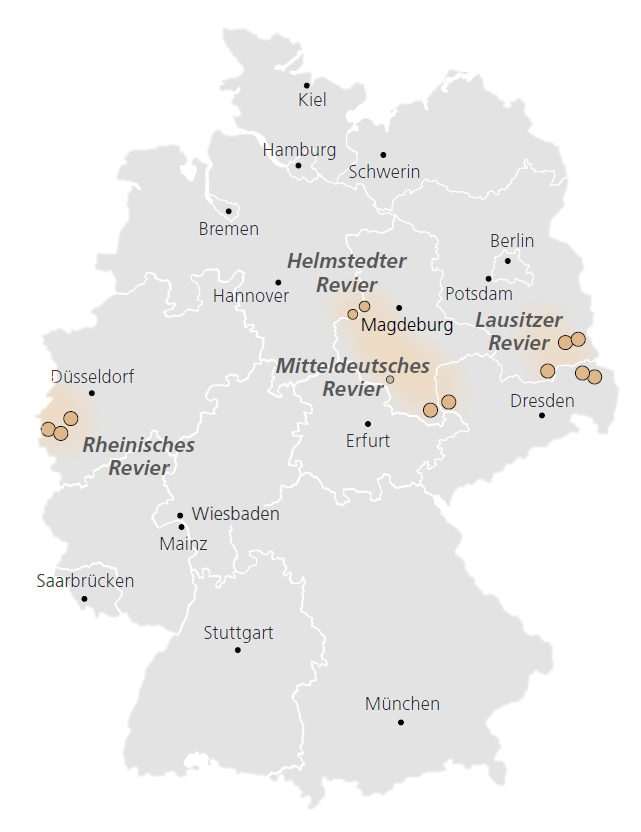 Kiel
Hamburg
Schwerin
Bremen
Berlin
Helmstedter
Revier
Hannover
Potsdam
Magdeburg
Lausitzer
Revier
Mitteldeutsches
Revier
Düsseldorf
Dresden
Erfurt
Rheinisches
Revier
Wiesbaden
Mainz
Saarbrücken
Stuttgart
München